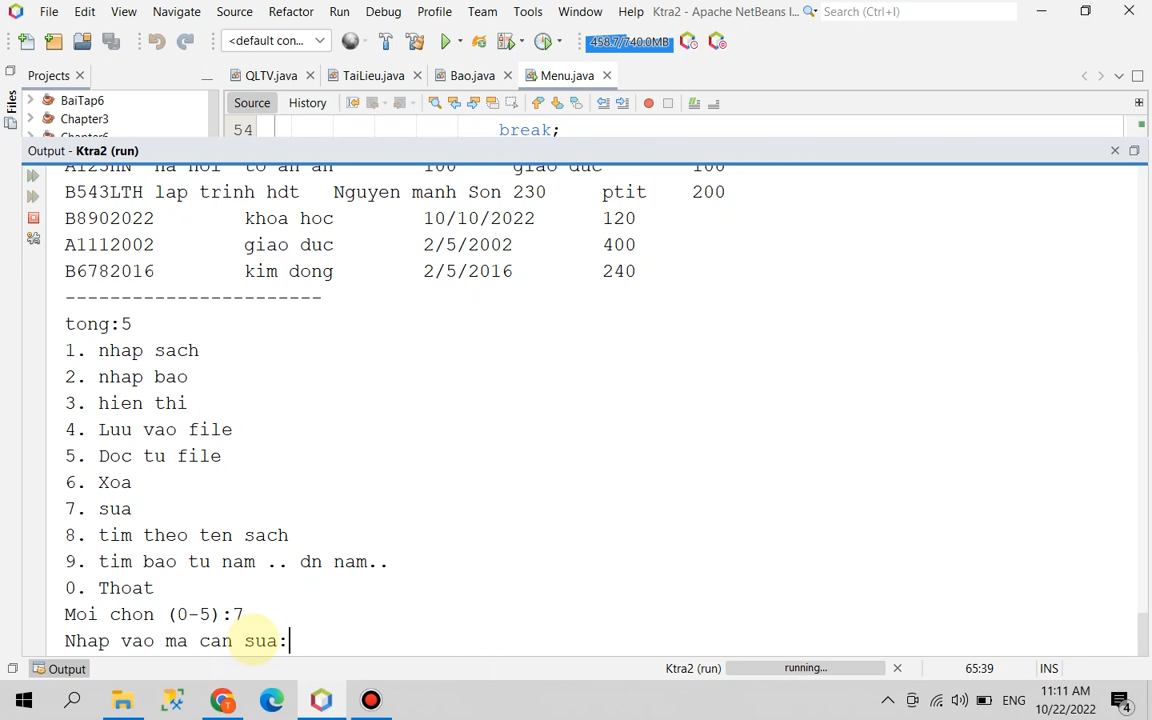 File Edit View Navigate Source Refactor Run Debug Profile Team Tools Window Help Ktra2 - Apache NetBeans I... Search (Ctrl+I)
<default con... 458.7/740.0MB
Projects QLTV.java TaiLieu.java Bao.java Menu.java
Files
BaiTap6 Source History
Chapter3
54 break;
Output - Ktra2 (run)
B543LTH lap trinh hdt Nguyen manh Son 230 ptit 200
B8902022 khoa hoc 10/10/2022 120
A1112002 giao duc 2/5/2002 400
B6782016 kim dong 2/5/2016 240
-----------------------
tong:5
1. nhap sach
2. nhap bao
3. hien thi
4. Luu vao file
5. Doc tu file
6. Xoa
7. sua
8. tim theo ten sach
9. tim bao tu nam .. dn nam..
0. Thoat
Moi chon (0-5):7
Nhap vao ma can sua:
Output Ktra2 (run) running... 65:39 INS
ENG 11:11 AM 4
10/22/2022